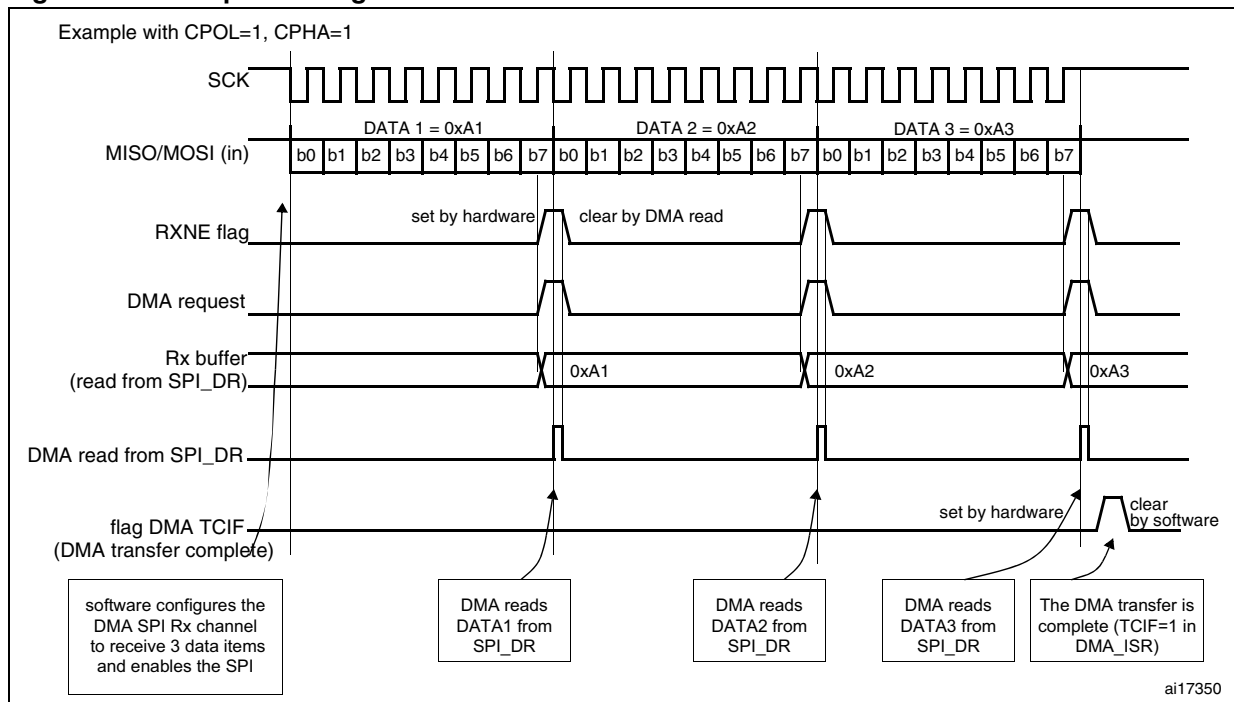 Example with CPOL=1, CPHA=1
SCK
DATA 1 = 0xA1
DATA 2 = 0xA2
DATA 3 = 0xA3
MISO/MOSI (in)
b0 b1 b2 b3 b4 b5 b6 b7 b0 b1 b2 b3 b4 b5 b6 b7 b0 b1 b2 b3 b4 b5 b6 b7
set by hardware
clear by DMA read
RXNE flag
DMA request
Rx buffer
(read from SPI_DR)
0xA1
0xA2
0xA3
DMA read from SPI_DR
flag DMA TCIF
(DMA transfer complete)
set by hardware
clear
by software
software configures the
DMA SPI Rx channel
to receive 3 data items
and enables the SPI
DMA reads
DATA1 from
SPI_DR
DMA reads
DATA2 from
SPI_DR
DMA reads
DATA3 from
SPI_DR
The DMA transfer is
complete (TCIF=1 in
DMA_ISR)
ai17350